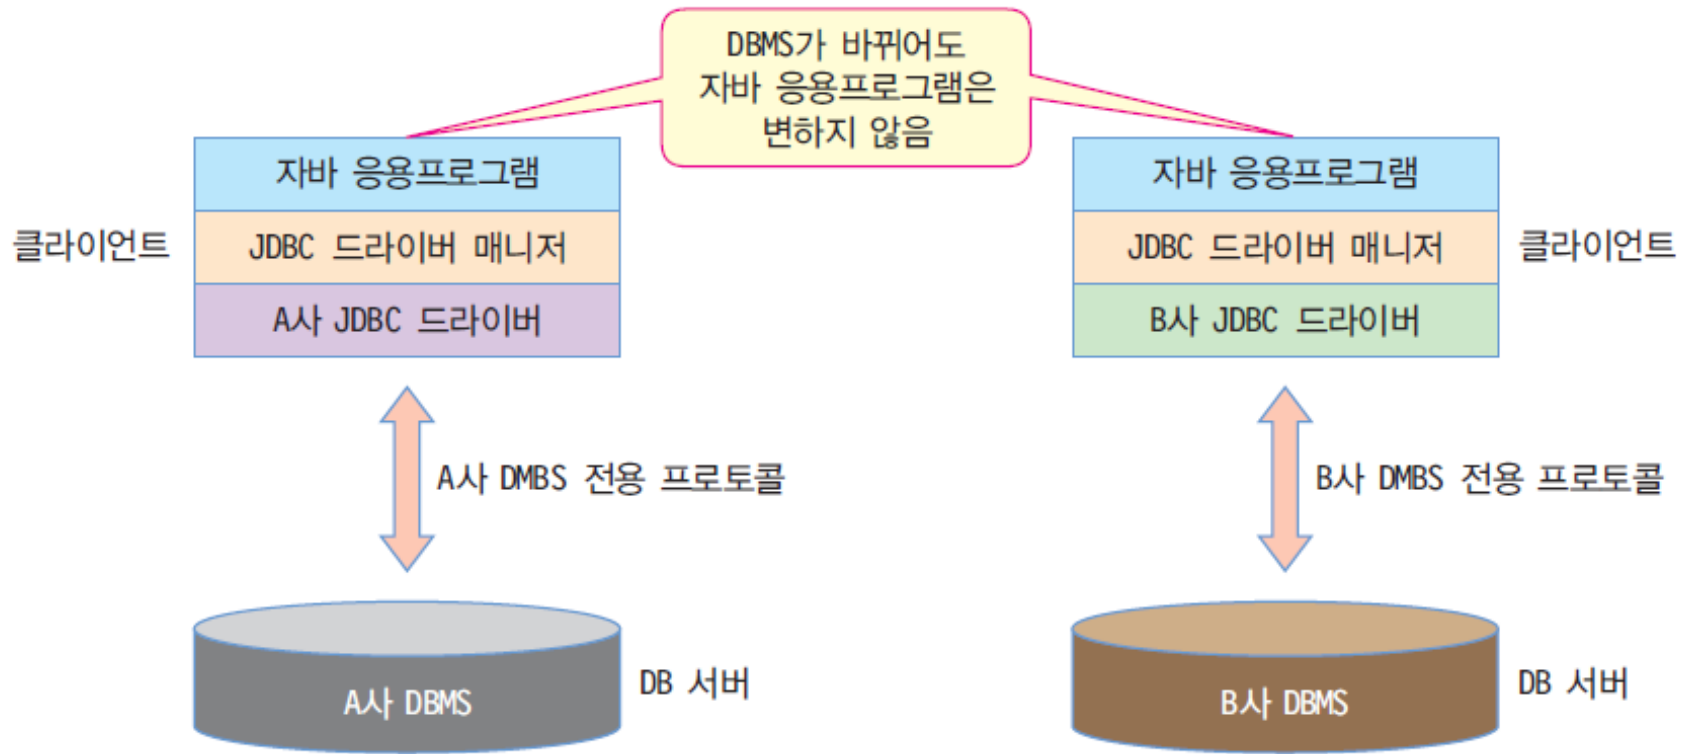 DBMS가 바뀌어도
자바 응용프로그램은
변하지 않음
자바 응용프로그램
클라이언트
JDBC 드라이버 매니저
A사 JDBC 드라이버
A사 DMBS 전용 프로토콜
A사 DBMS
DB 서버
자바 응용프로그램
JDBC 드라이버 매니저
클라이언트
B사 JDBC 드라이버
B사 DMBS 전용 프로토콜
B사 DBMS
DB 서버